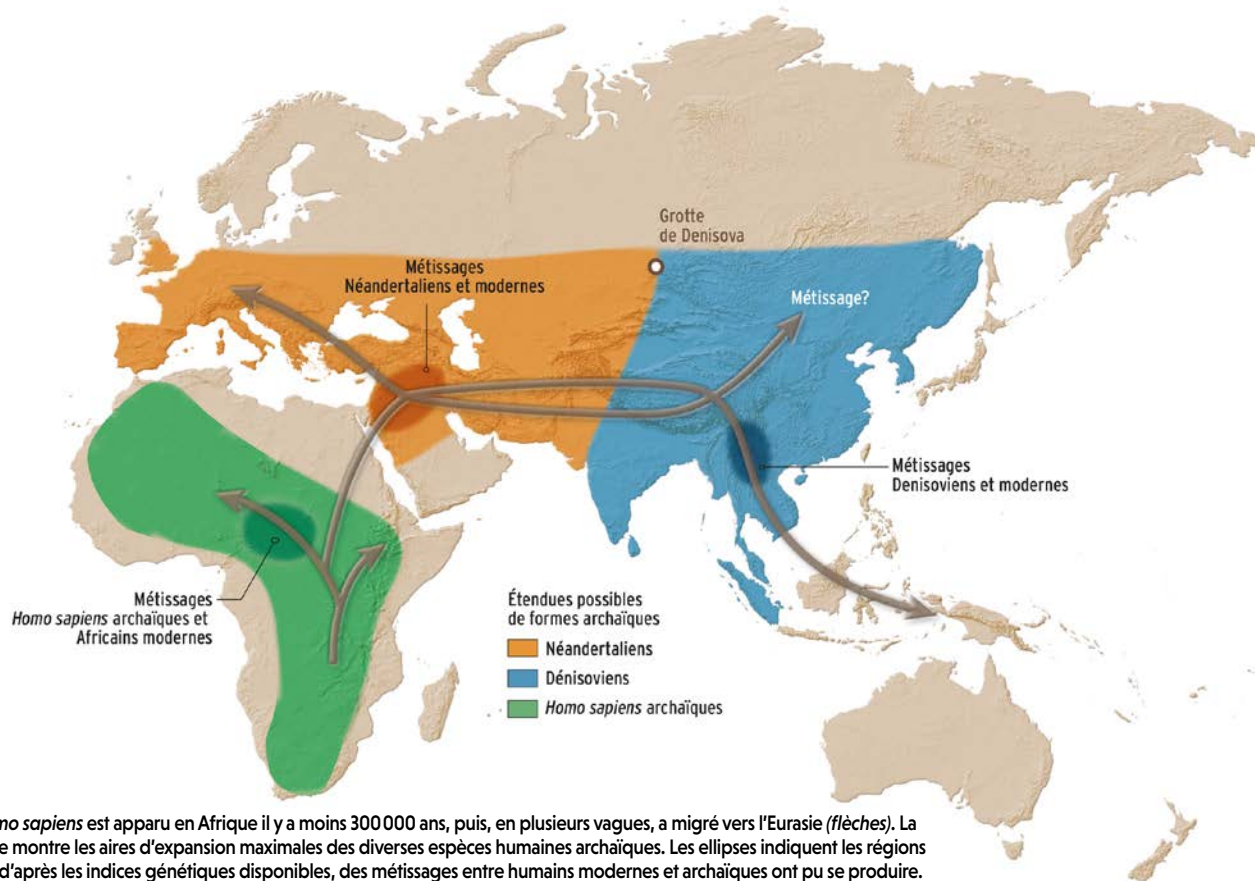 Grotte
de Denisova
Métissages
Néandertaliens et modernes
Métissage?
Métissages
Denisoviens et modernes
Métissages
Homo sapiens archaïques et
Africains modernes
Étendues possibles
de formes archaïques
Néandertaliens
Dénisoviens
Homo sapiens archaïques
mo sapiens est apparu en Afrique il y a moins 300 000 ans, puis, en plusieurs vagues, a migré vers l'Eurasie (flèches). La
e montre les aires d'expansion maximales des diverses espèces humaines archaïques. Les ellipses indiquent les régions
d'après les indices génétiques disponibles, des métissages entre humains modernes et archaïques ont pu se produire.